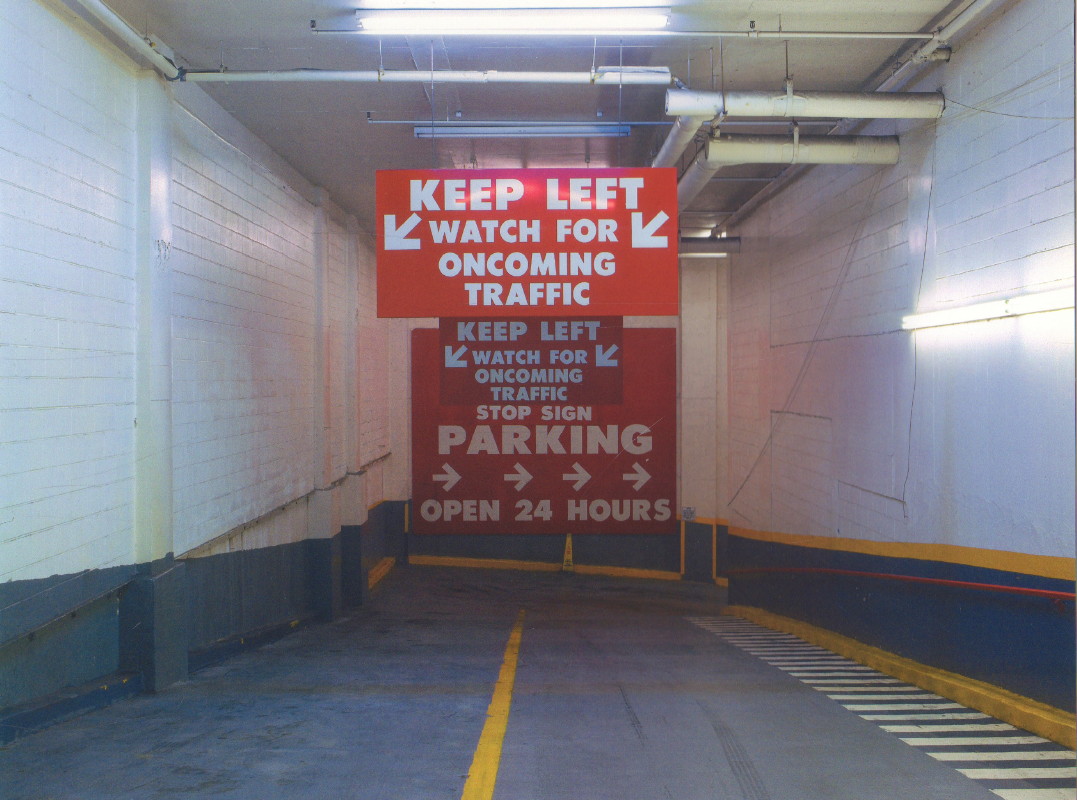 KEEP LEFT
WATCH FOR
ONCOMING
TRAFFIC
KEEP LEFT
WATCH FOR
ONCOMING
TRAFFIC
STOP SIGN
PARKING
OPEN 24 HOURS